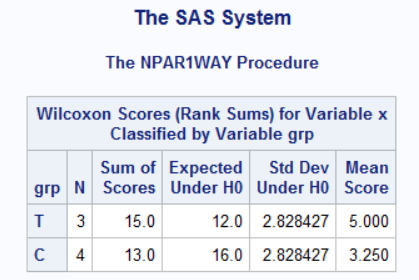 The SAS System
The NPAR1WAY Procedure
Wilcoxon Scores (Rank Sums) for Variable x
Classified by Variable grp
grp N Sum of Scores Expected Under H0 Std Dev Under H0 Mean Score
T 3 15.0 12.0 2.828427 5.000
C 4 13.0 16.0 2.828427 3.250